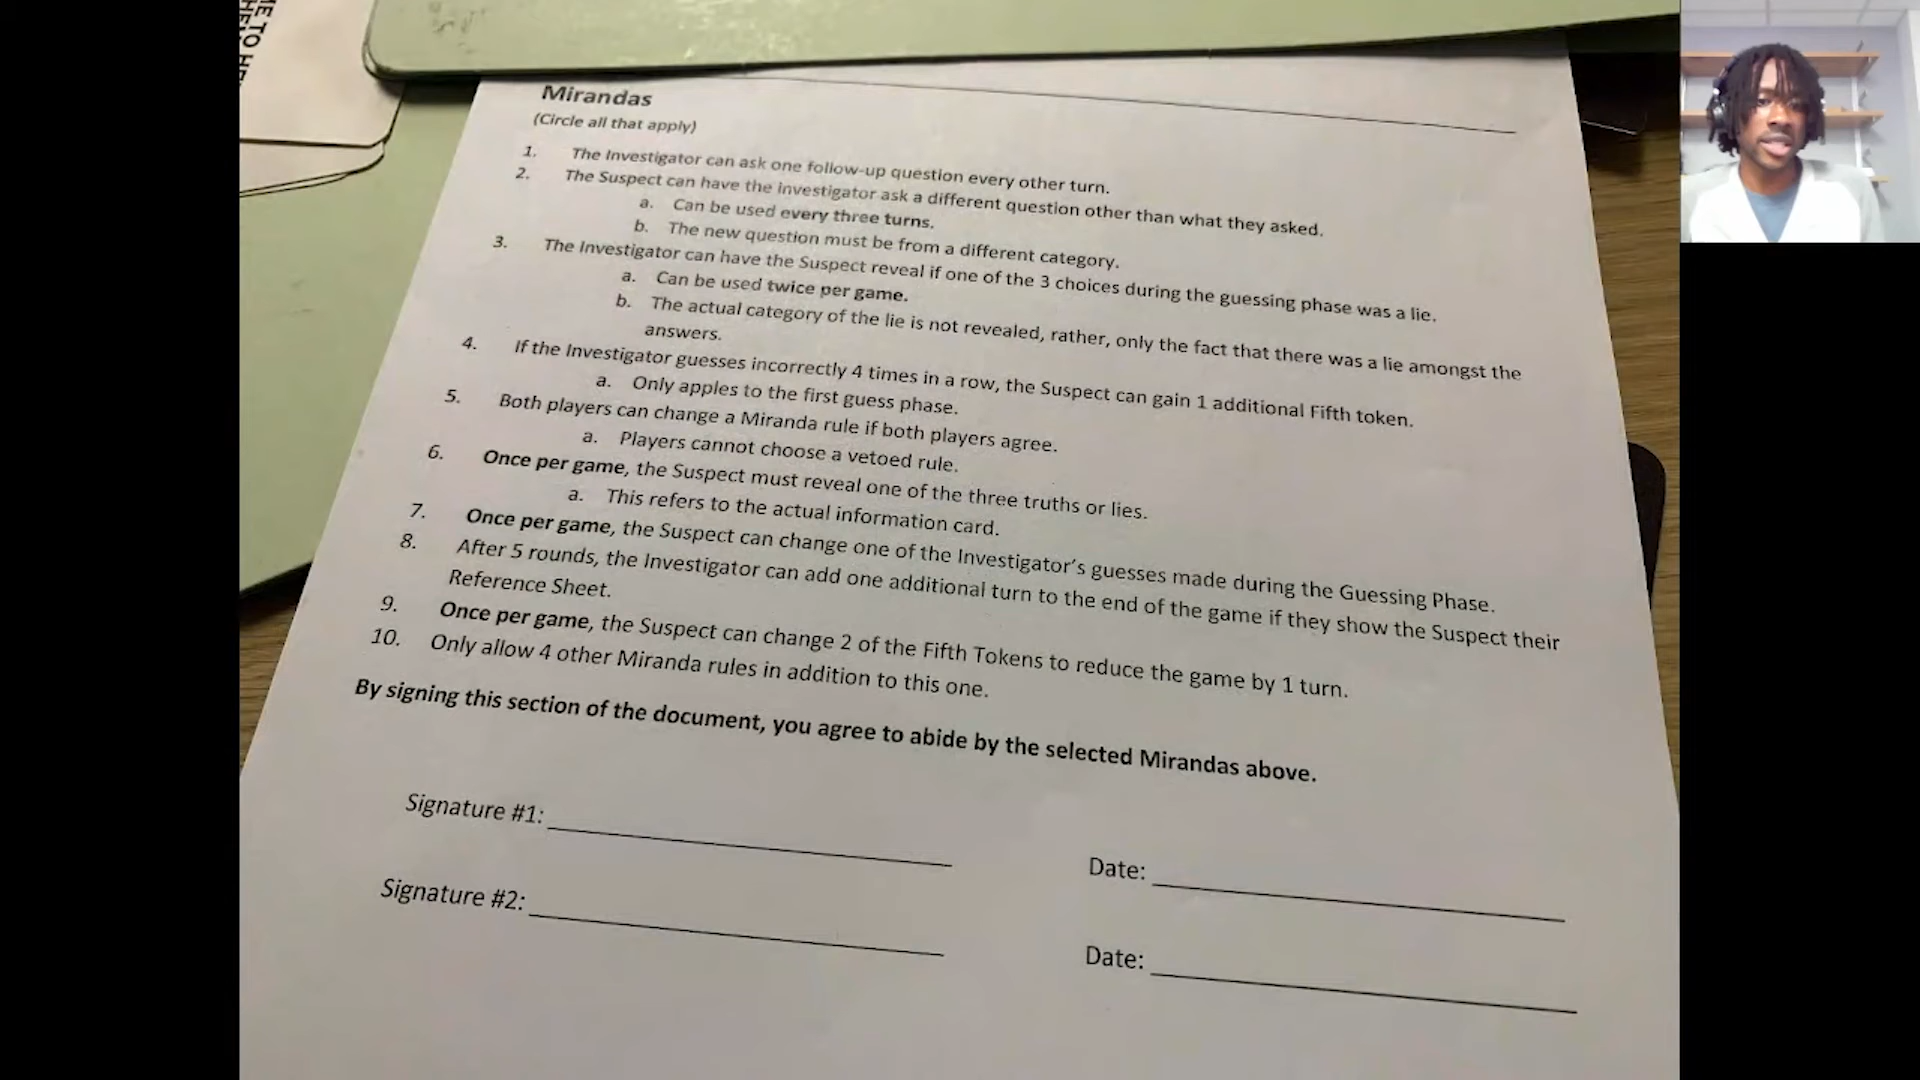 ME TO HE
HE
Mirandas
(Circle all that apply)
1. The Investigator can ask one follow-up question every other turn.
2. The Suspect can have the investigator ask a different question other than what they asked.
a. Can be used every three turns.
b. The new question must be from a different category.
3. The Investigator can have the Suspect reveal if one of the 3 choices during the guessing phase was a lie.
a. Can be used twice per game.
b. The actual category of the lie is not revealed, rather, only the fact that there was a lie amongst the
answers.
4. If the Investigator guesses incorrectly 4 times in a row, the Suspect can gain 1 additional Fifth token.
a. Only apples to the first guess phase.
5. Both players can change a Miranda rule if both players agree.
a. Players cannot choose a vetoed rule.
6. Once per game, the Suspect must reveal one of the three truths or lies.
a. This refers to the actual information card.
7. Once per game, the Suspect can change one of the Investigator's guesses made during the Guessing Phase.
8. After 5 rounds, the Investigator can add one additional turn to the end of the game if they show the Suspect their
Reference Sheet.
9. Once per game, the Suspect can change 2 of the Fifth Tokens to reduce the game by 1 turn.
10. Only allow 4 other Miranda rules in addition to this one.
By signing this section of the document, you agree to abide by the selected Mirandas above.
Signature #1:
Date:
Signature #2:
Date: